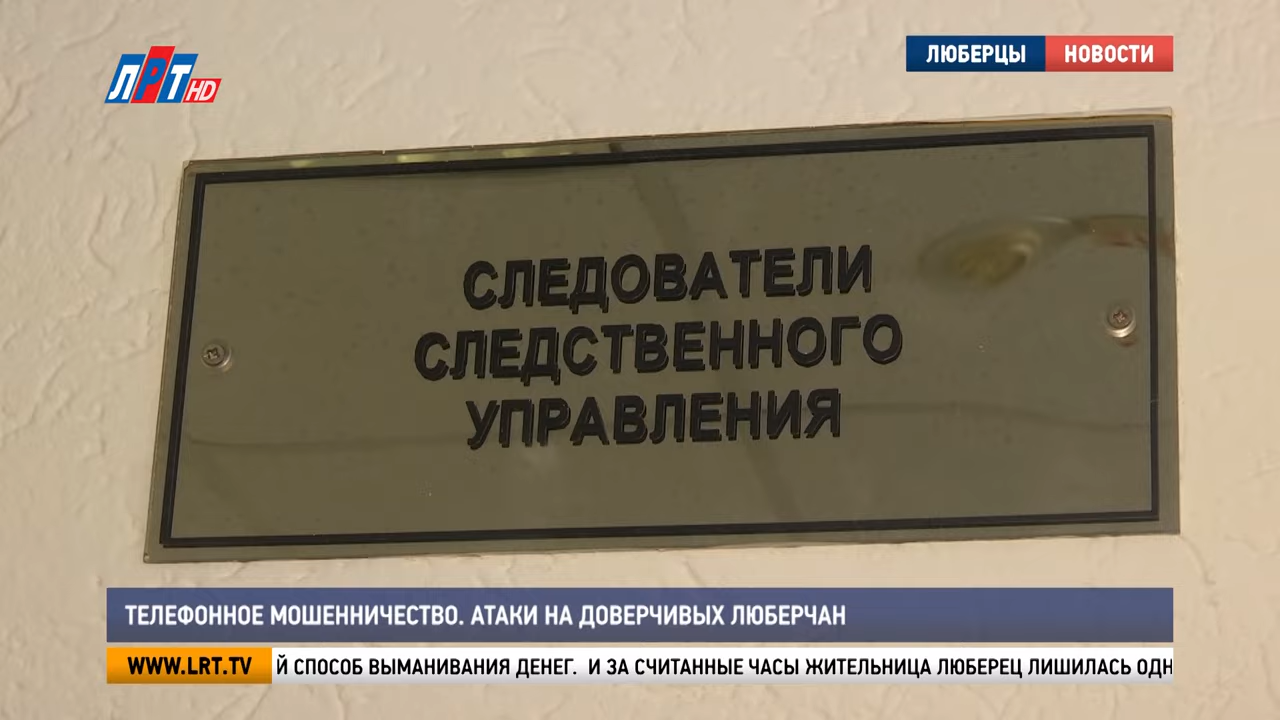 ЛРТ HD
ЛЮБЕРЦЫ НОВОСТИ
СЛЕДОВАТЕЛИ
СЛЕДСТВЕННОГО
УПРАВЛЕНИЯ
ТЕЛЕФОННОЕ МОШЕННИЧЕСТВО. АТАКИ НА ДОВЕРЧИВЫХ ЛЮБЕРЧАН
WWW.LRT.TV Й СПОСОБ ВЫМАНИВАНИЯ ДЕНЕГ. И ЗА СЧИТАННЫЕ ЧАСЫ ЖИТЕЛЬНИЦА ЛЮБЕРЕЦ ЛИШИЛАСЬ ОДН